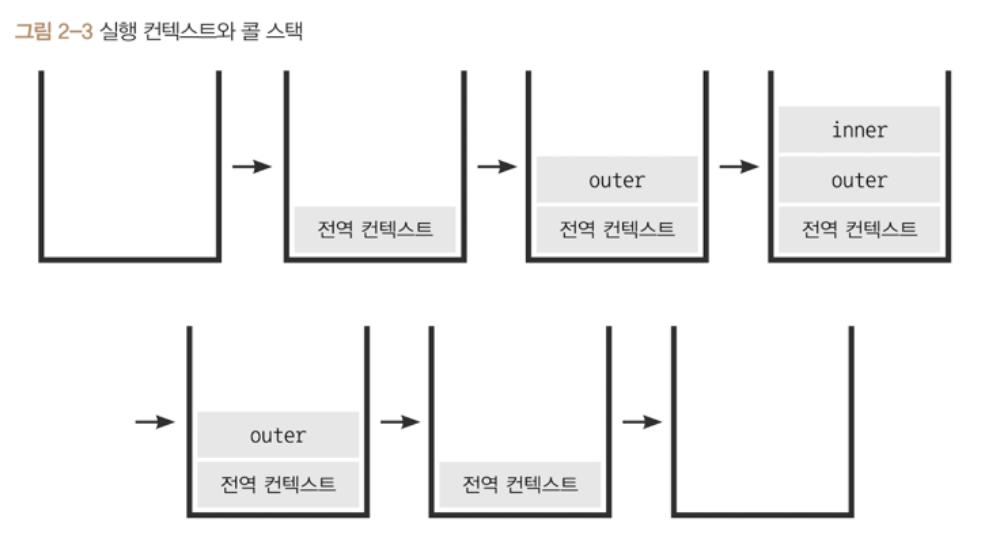 그림 2-3 실행 컨텍스트와 콜 스택
전역 컨텍스트
outer
전역 컨텍스트
inner
outer
전역 컨텍스트
outer
전역 컨텍스트
전역 컨텍스트